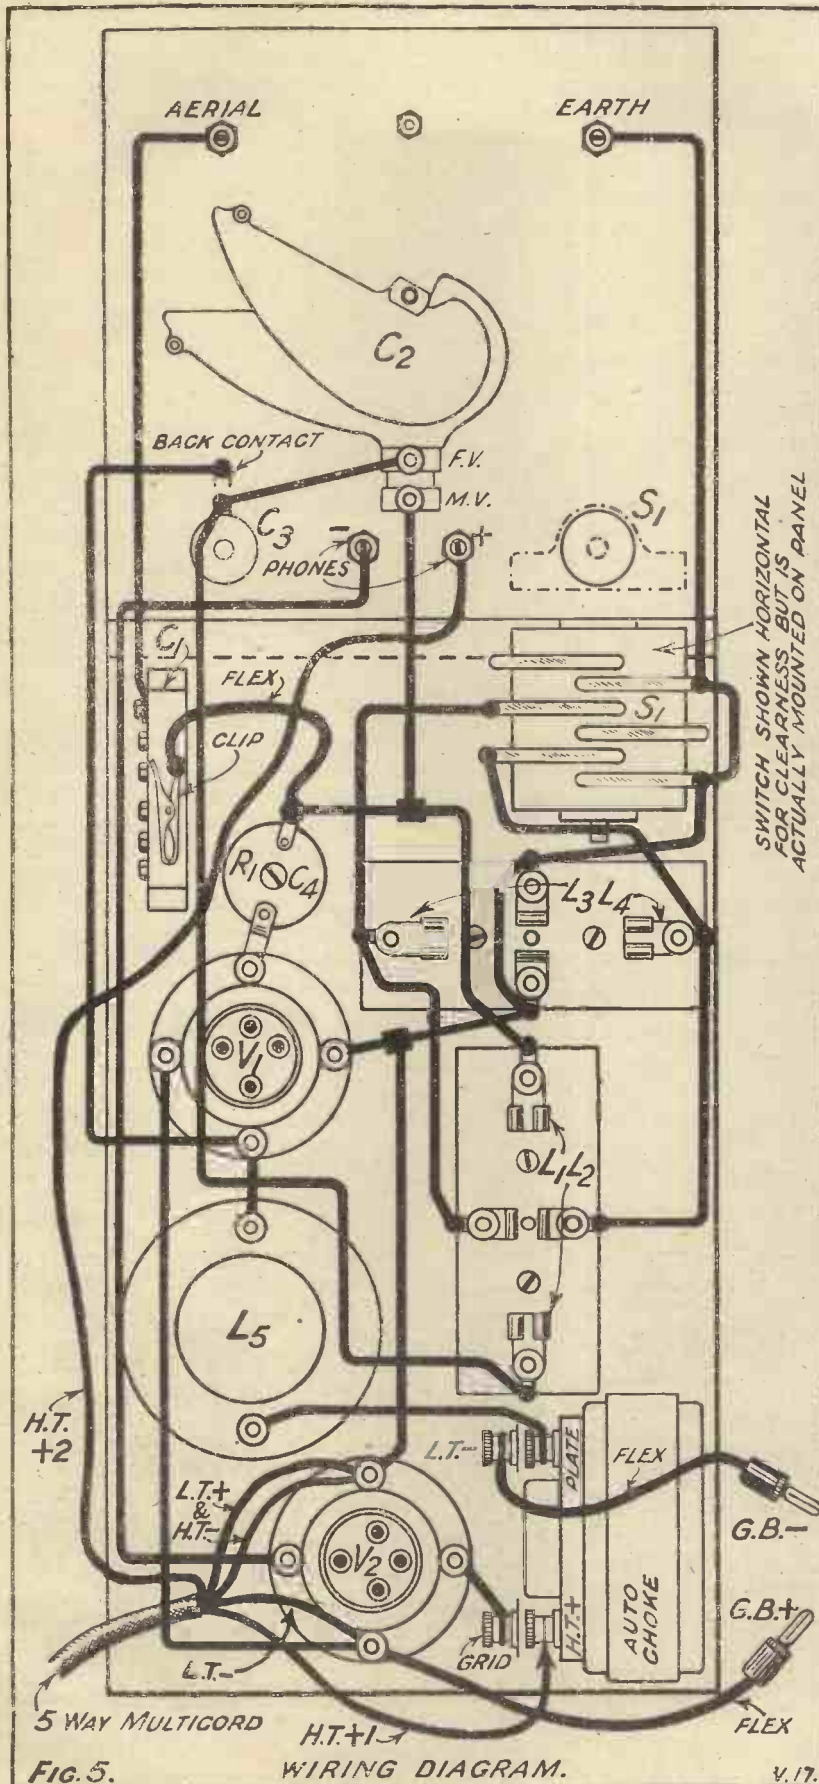 AERIAL
EARTH
C2
BACK CONTACT
F.V.
M.V.
C3
-
+
PHONES
S1
SWITCH SHOWN HORIZONTAL
FOR CLEARNESS BUT IS
ACTUALLY MOUNTED ON PANEL
C1
FLEX
S1
CLIP
R1 C4
L3 L4
V1
L1 L2
L5
H.T.
+2
L.T.-
PLATE
FLEX
L.T.+
&
H.T.-
G.B.-
V2
G.B.+
AUTO
CHOKE
H.T.+
GRID
L.T.-
5 WAY MULTICORD
H.T.+1
FLEX
FIG. 5.
WIRING DIAGRAM.
V.17.